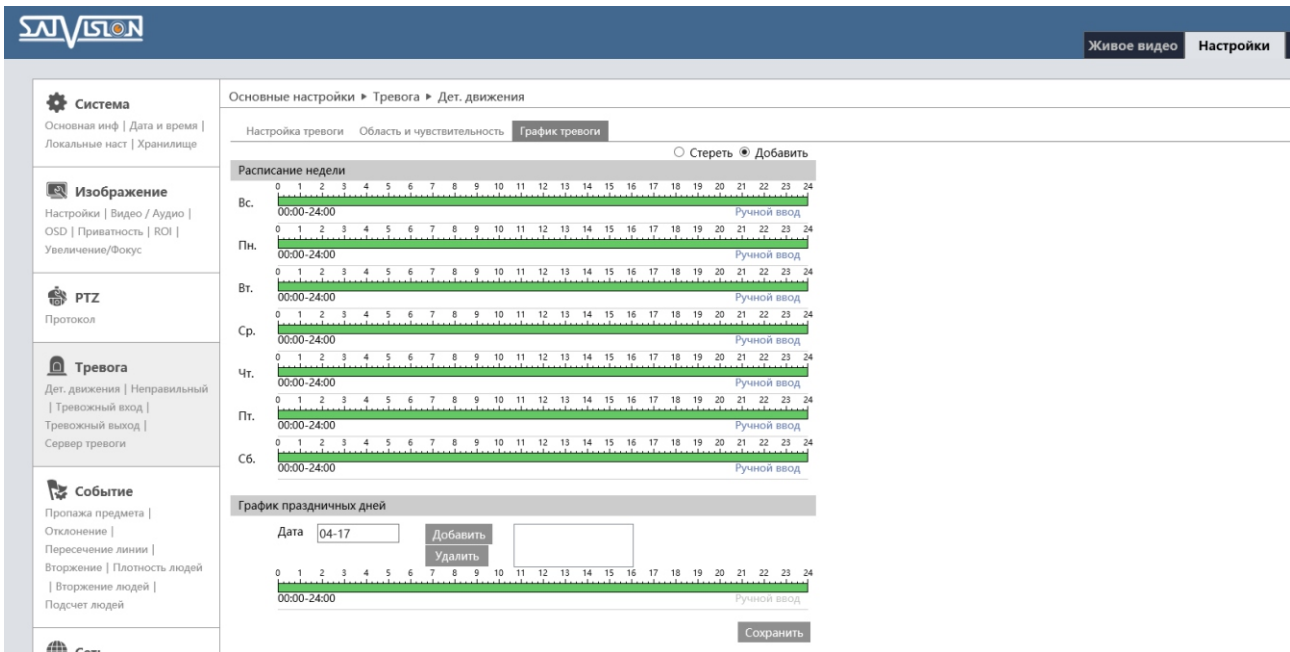 SATVISION
Живое видео Настройки
Система
Основная инф | Дата и время |
Локальные наст | Хранилище
Изображение
Настройки | Видео / Аудио |
OSD | Приватность | ROI |
Увеличение/Фокус
PTZ
Протокол
Тревога
Дет. движения | Неправильный
| Тревожный вход |
Тревожный выход |
Сервер тревоги
Событие
Пропажа предмета |
Отклонение |
Пересечение линии |
Вторжение | Плотность людей
| Вторжение людей |
Подсчет людей
Сеть
Основные настройки ▸ Тревога ▸ Дет. движения
Настройка тревоги Область и чувствительность График тревоги
Стереть Добавить
Расписание недели
0 1 2 3 4 5 6 7 8 9 10 11 12 13 14 15 16 17 18 19 20 21 22 23 24
Вс.
00:00-24:00 Ручной ввод
0 1 2 3 4 5 6 7 8 9 10 11 12 13 14 15 16 17 18 19 20 21 22 23 24
Пн.
00:00-24:00 Ручной ввод
0 1 2 3 4 5 6 7 8 9 10 11 12 13 14 15 16 17 18 19 20 21 22 23 24
Вт.
00:00-24:00 Ручной ввод
0 1 2 3 4 5 6 7 8 9 10 11 12 13 14 15 16 17 18 19 20 21 22 23 24
Ср.
00:00-24:00 Ручной ввод
0 1 2 3 4 5 6 7 8 9 10 11 12 13 14 15 16 17 18 19 20 21 22 23 24
Чт.
00:00-24:00 Ручной ввод
0 1 2 3 4 5 6 7 8 9 10 11 12 13 14 15 16 17 18 19 20 21 22 23 24
Пт.
00:00-24:00 Ручной ввод
0 1 2 3 4 5 6 7 8 9 10 11 12 13 14 15 16 17 18 19 20 21 22 23 24
Сб.
00:00-24:00 Ручной ввод
График праздничных дней
Дата 04-17 Добавить
Удалить
0 1 2 3 4 5 6 7 8 9 10 11 12 13 14 15 16 17 18 19 20 21 22 23 24
00:00-24:00 Ручной ввод
Сохранить